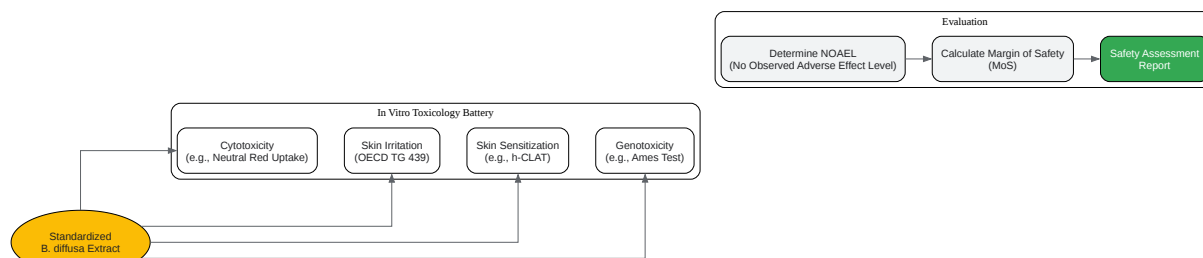 Evaluation
Determine NOAEL
(No Observed Adverse Effect Level)
Calculate Margin of Safety
(MoS)
Safety Assessment
Report
In Vitro Toxicology Battery
Cytotoxicity
(e.g., Neutral Red Uptake)
Skin Irritation
(OECD TG 439)
Skin Sensitization
(e.g., h-CLAT)
Genotoxicity
(e.g., Ames Test)
Standardized
B. diffusa Extract